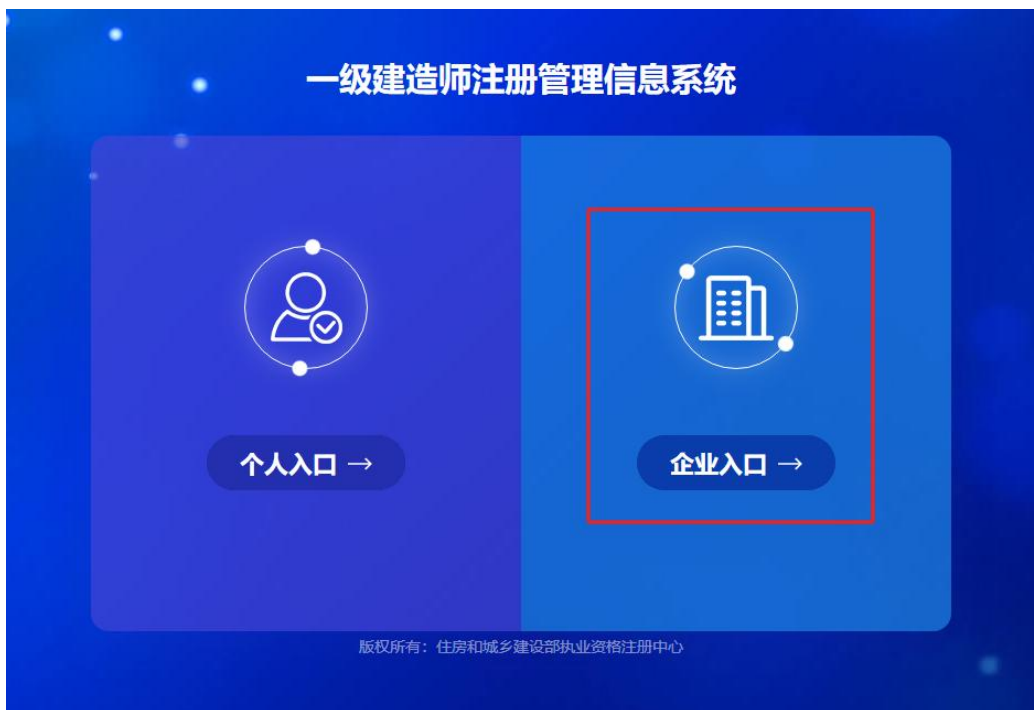 一级建造师注册管理信息系统
个人入口 →
企业入口 →
版权所有：住房和城乡建设部执业资格注册中心